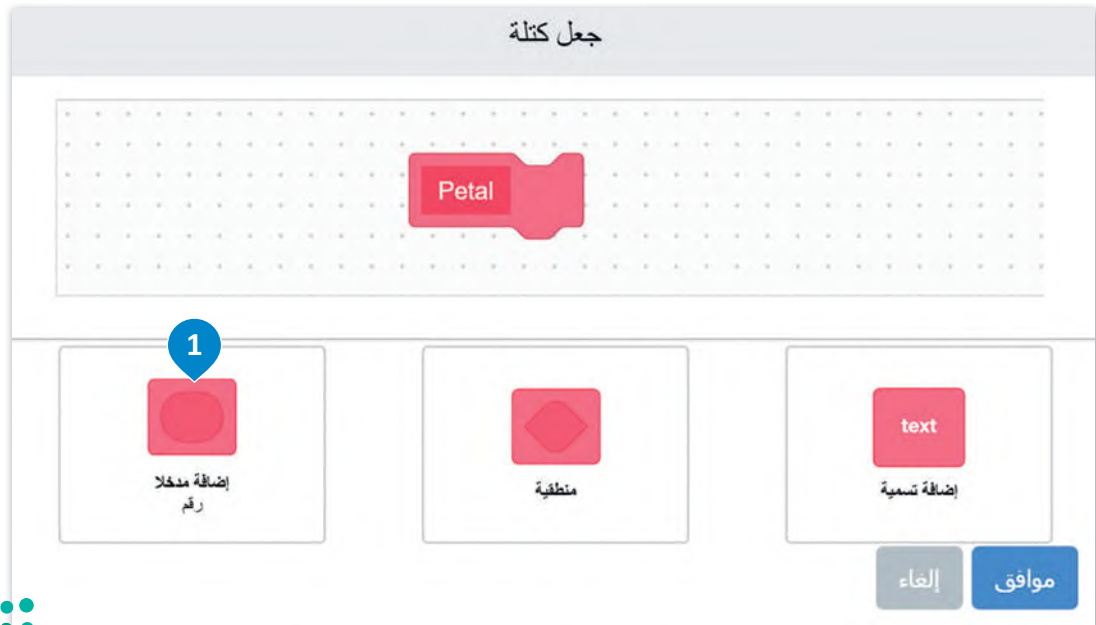 جعل كتلة
Petal
1
text
إضافة تسمية
منطقية
إضافة مدخلا
رقم
موافق
إلغاء